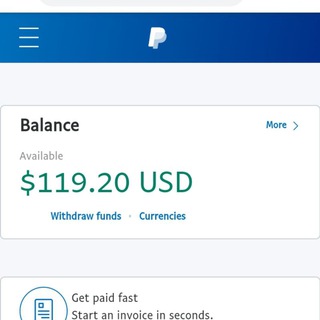 Balance
More
Available
$119.20 USD
Withdraw funds · Currencies
Get paid fast
Start an invoice in seconds.